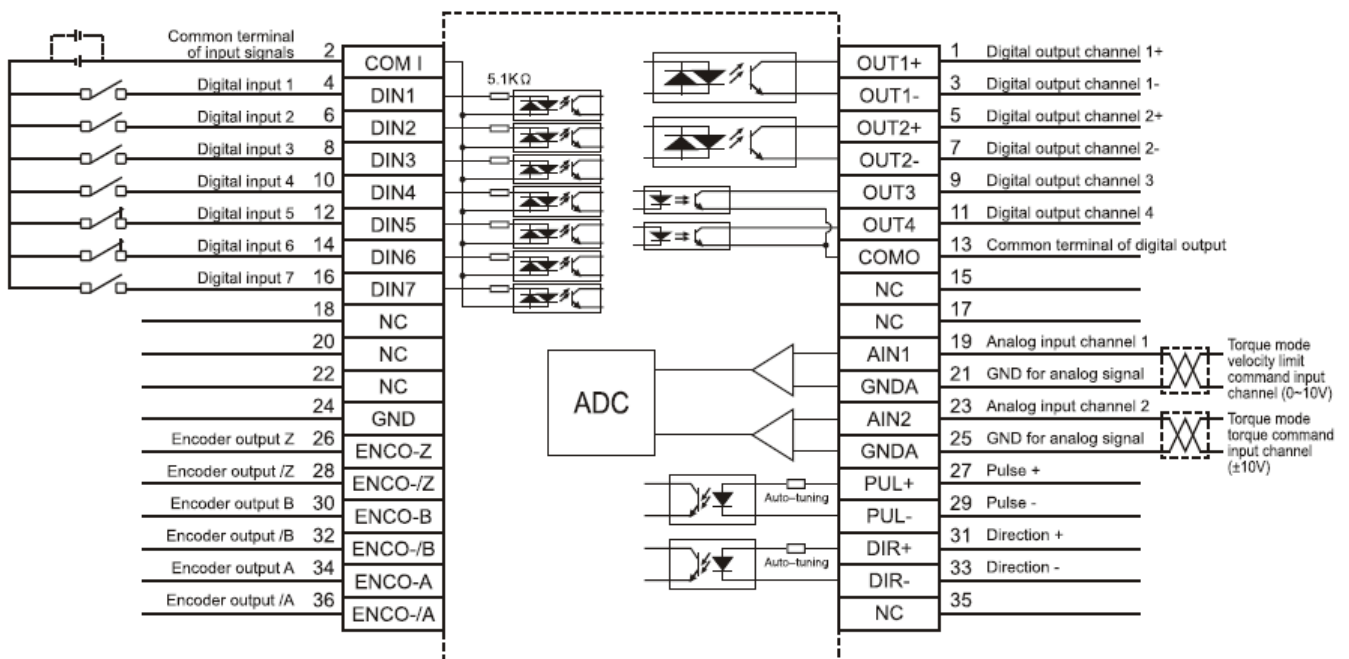 Common terminal
of input signals 2 COM I
Digital input 1 4 DIN1
Digital input 2 6 DIN2
Digital input 3 8 DIN3
Digital input 4 10 DIN4
Digital input 5 12 DIN5
Digital input 6 14 DIN6
Digital input 7 16 DIN7
18 NC
20 NC
22 NC
24 GND
Encoder output Z 26 ENCO-Z
Encoder output /Z 28 ENCO-/Z
Encoder output B 30 ENCO-B
Encoder output /B 32 ENCO-/B
Encoder output A 34 ENCO-A
Encoder output /A 36 ENCO-/A
5.1KΩ
ADC
Auto-tuning
Auto-tuning
OUT1+ 1 Digital output channel 1+
OUT1- 3 Digital output channel 1-
OUT2+ 5 Digital output channel 2+
OUT2- 7 Digital output channel 2-
OUT3 9 Digital output channel 3
OUT4 11 Digital output channel 4
COMO 13 Common terminal of digital output
NC 15
NC 17
AIN1 19 Analog input channel 1
GNDA 21 GND for analog signal
AIN2 23 Analog input channel 2
GNDA 25 GND for analog signal
PUL+ 27 Pulse +
PUL- 29 Pulse -
DIR+ 31 Direction +
DIR- 33 Direction -
NC 35
Torque mode
velocity limit
command input
channel (0~10V)
Torque mode
torque command
input channel
(±10V)